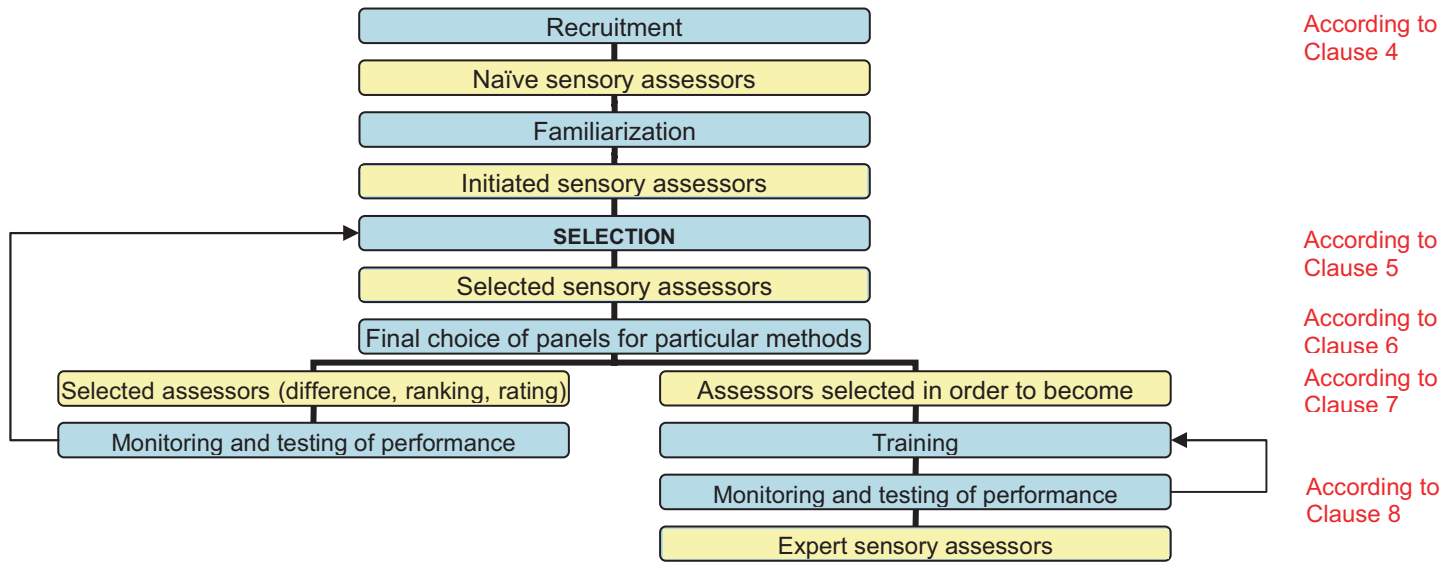 Recruitment
According to
Clause 4
Naïve sensory assessors
Familiarization
Initiated sensory assessors
SELECTION
According to
Clause 5
Selected sensory assessors
Final choice of panels for particular methods
According to
Clause 6
Selected assessors (difference, ranking, rating)
Assessors selected in order to become
According to
Clause 7
Monitoring and testing of performance
Training
Monitoring and testing of performance
According to
Clause 8
Expert sensory assessors